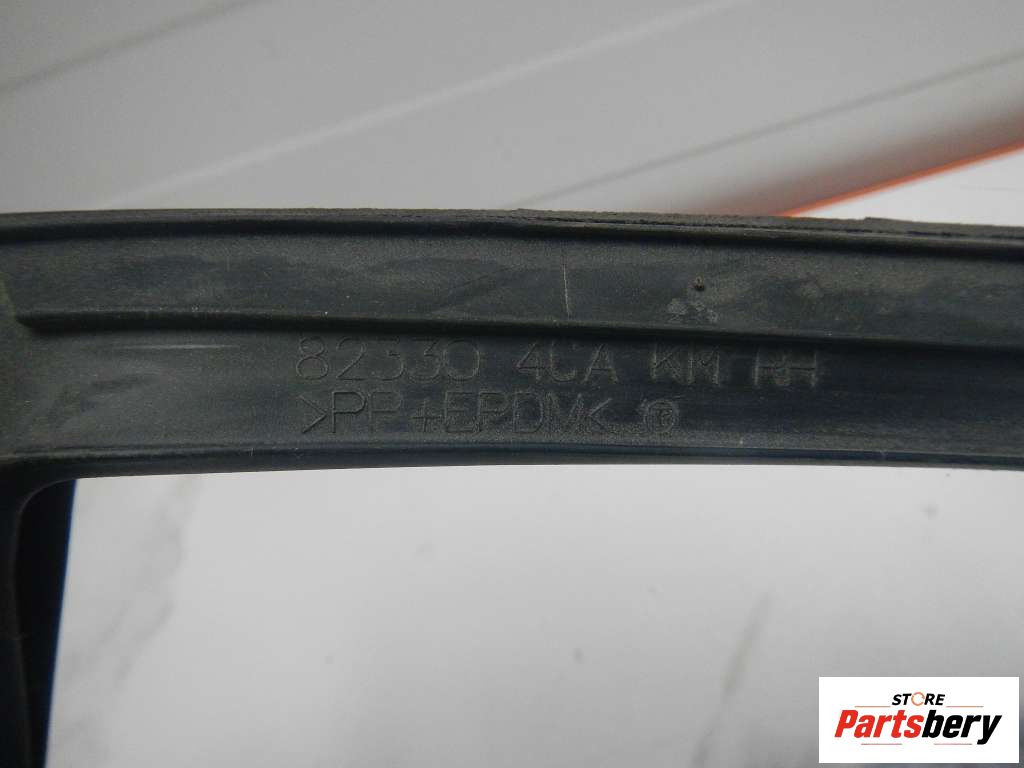 82330 4CA KM RH
>PP+EPDM<
STORE
Partsbery